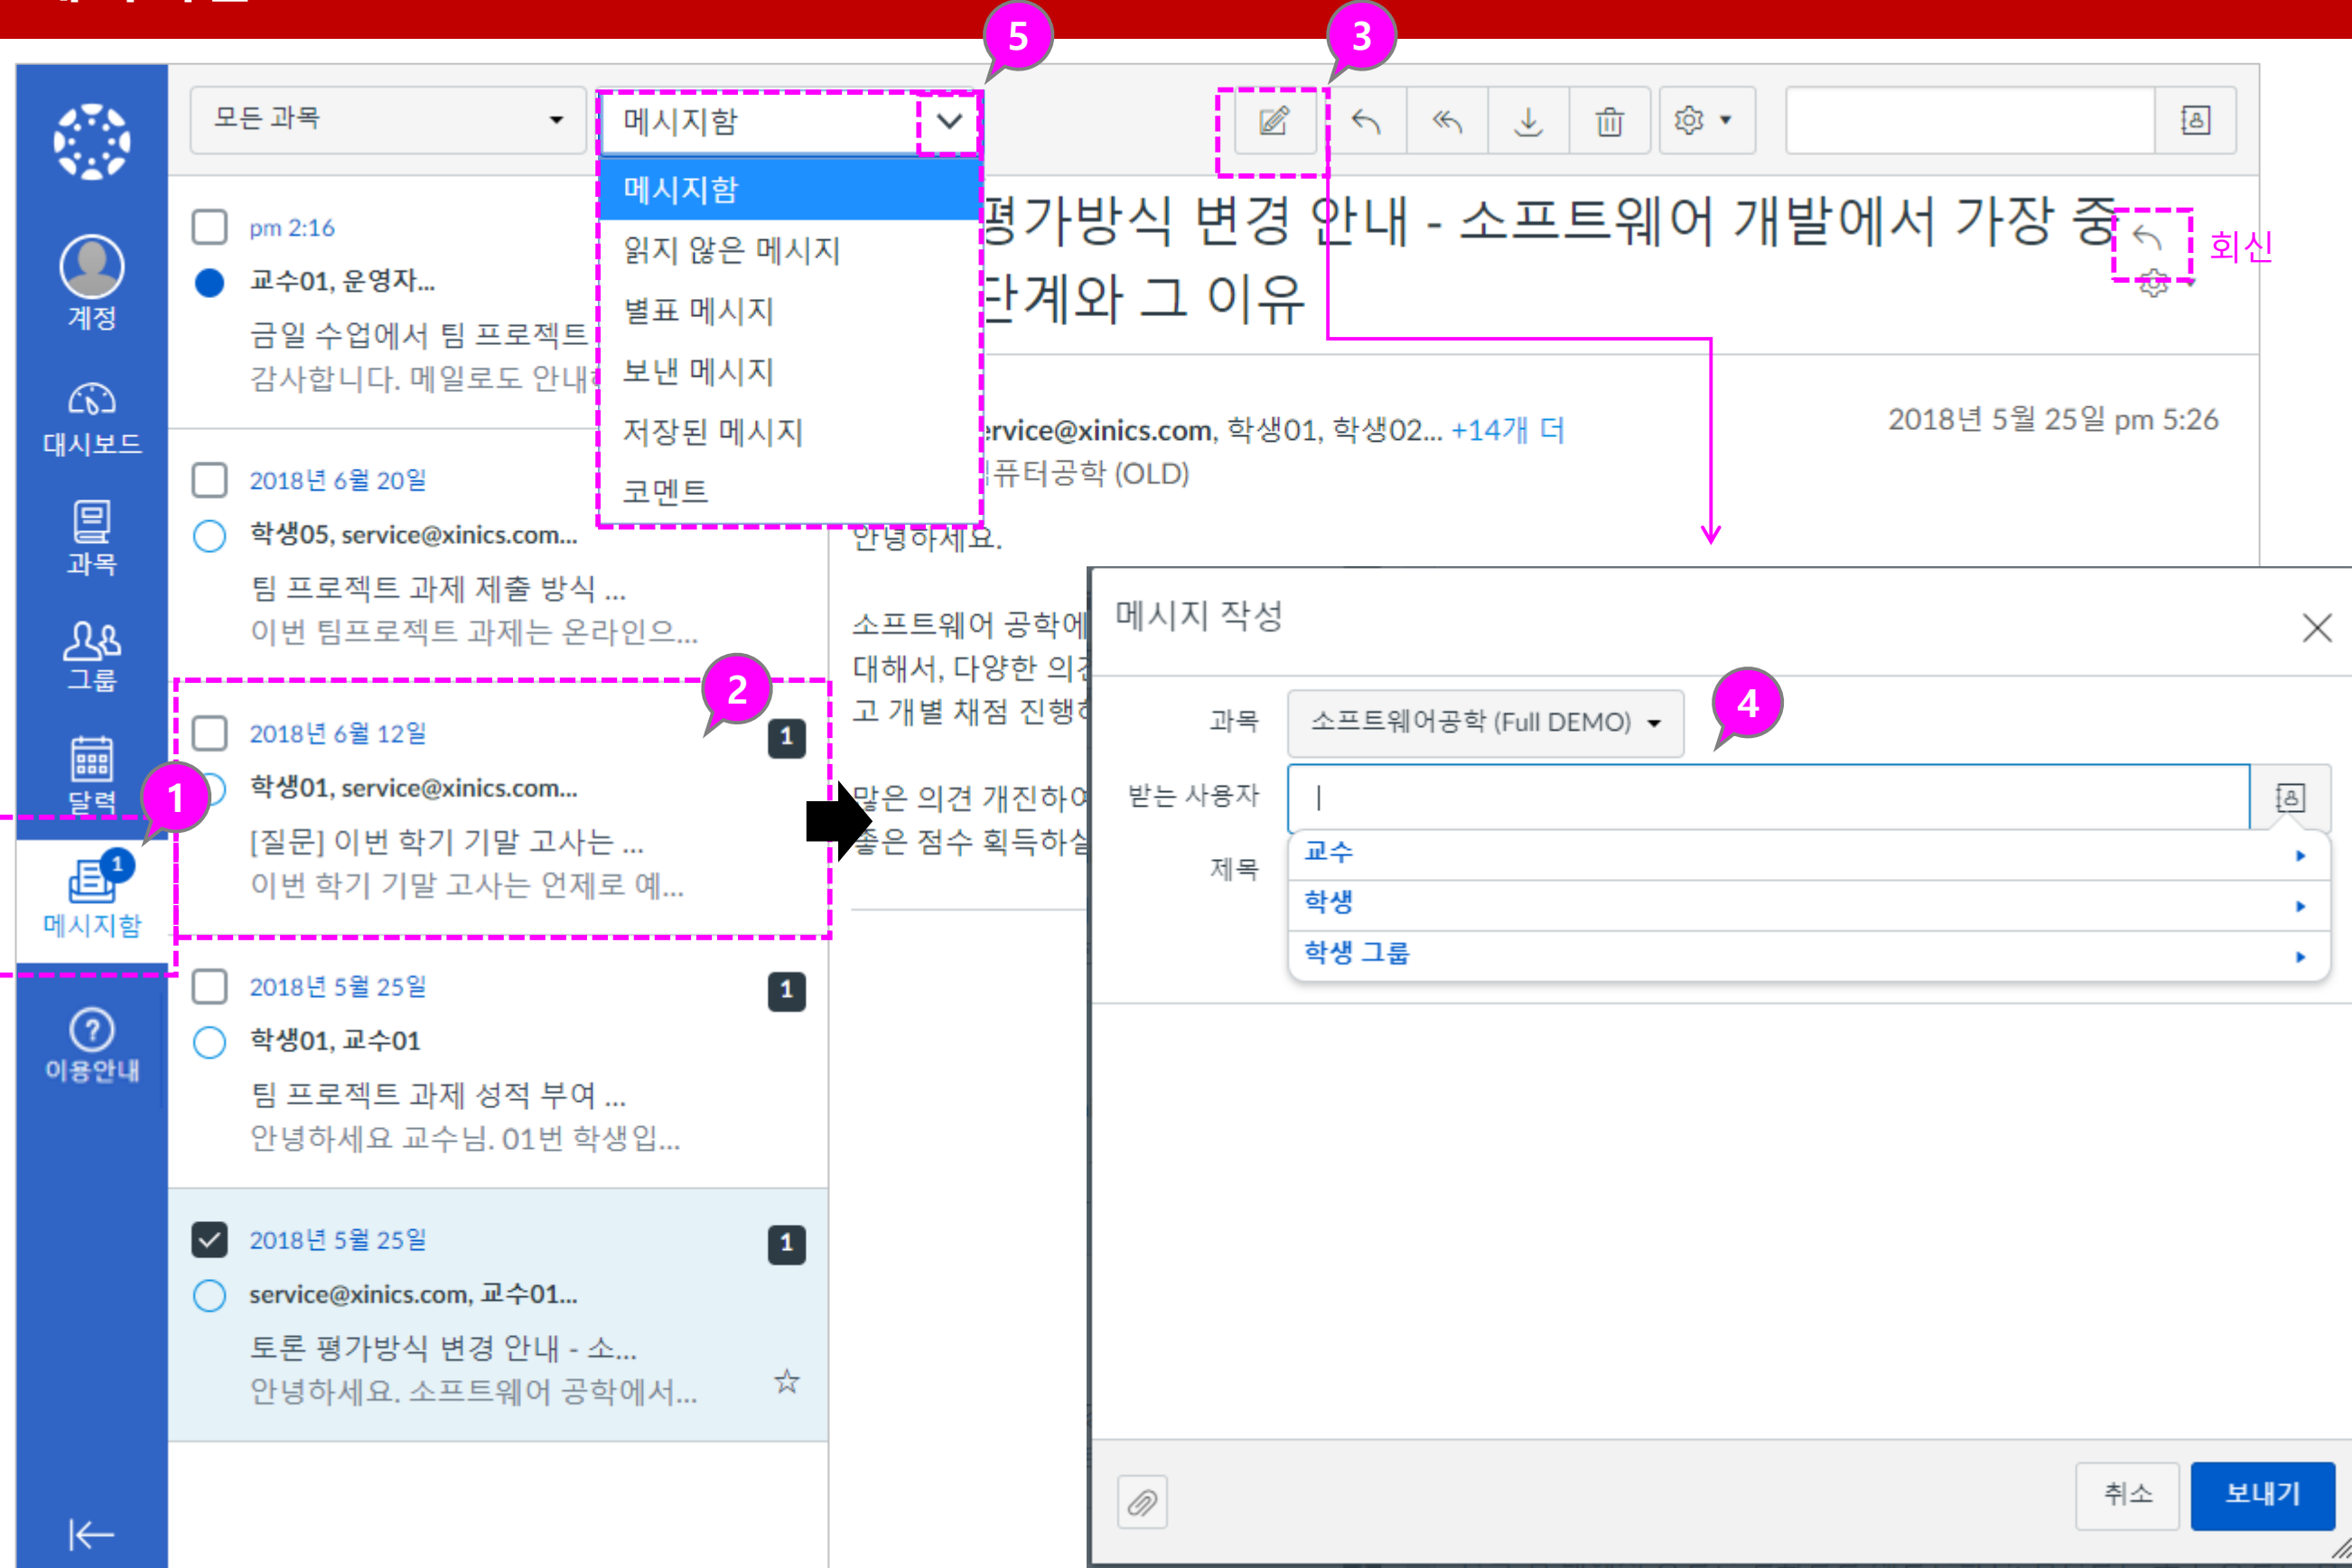 5
3
모든 과목
메시지함
메시지함
읽지 않은 메시지
별표 메시지
보낸 메시지
저장된 메시지
코멘트
계정
대시보드
과목
그룹
달력
1
1
메시지함
이용안내
pm 2:16
교수01, 운영자...
금일 수업에서 팀 프로젝트
감사합니다. 메일로도 안내
2018년 6월 20일
학생05, service@xinics.com...
팀 프로젝트 과제 제출 방식 ...
이번 팀프로젝트 과제는 온라인으...
2
2018년 6월 12일
1
학생01, service@xinics.com...
[질문] 이번 학기 기말 고사는 ...
이번 학기 기말 고사는 언제로 예...
2018년 5월 25일
1
학생01, 교수01
팀 프로젝트 과제 성적 부여 ...
안녕하세요 교수님. 01번 학생입...
2018년 5월 25일
1
service@xinics.com, 교수01...
토론 평가방식 변경 안내 - 소...
안녕하세요. 소프트웨어 공학에서...
평가방식 변경 안내 - 소프트웨어 개발에서 가장 중
단계와 그 이유
회신
ervice@xinics.com, 학생01, 학생02... +14개 더
2018년 5월 25일 pm 5:26
퓨터공학 (OLD)
안녕하세요.
소프트웨어 공학에
대해서, 다양한 의견
고 개별 채점 진행하
많은 의견 개진하여
좋은 점수 획득하실
메시지 작성
4
과목
소프트웨어공학 (Full DEMO)
받는 사용자
제목
교수
학생
학생 그룹
취소
보내기